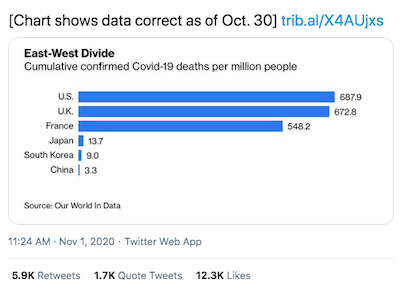 [Chart shows data correct as of Oct. 30] trib.al/X4AUjxs
East-West Divide
Cumulative confirmed Covid-19 deaths per million people
U.S. 687.9
U.K. 672.8
France 548.2
Japan 13.7
South Korea 9.0
China 3.3
Source: Our World In Data
11:24 AM · Nov 1, 2020 · Twitter Web App
5.9K Retweets 1.7K Quote Tweets 12.3K Likes